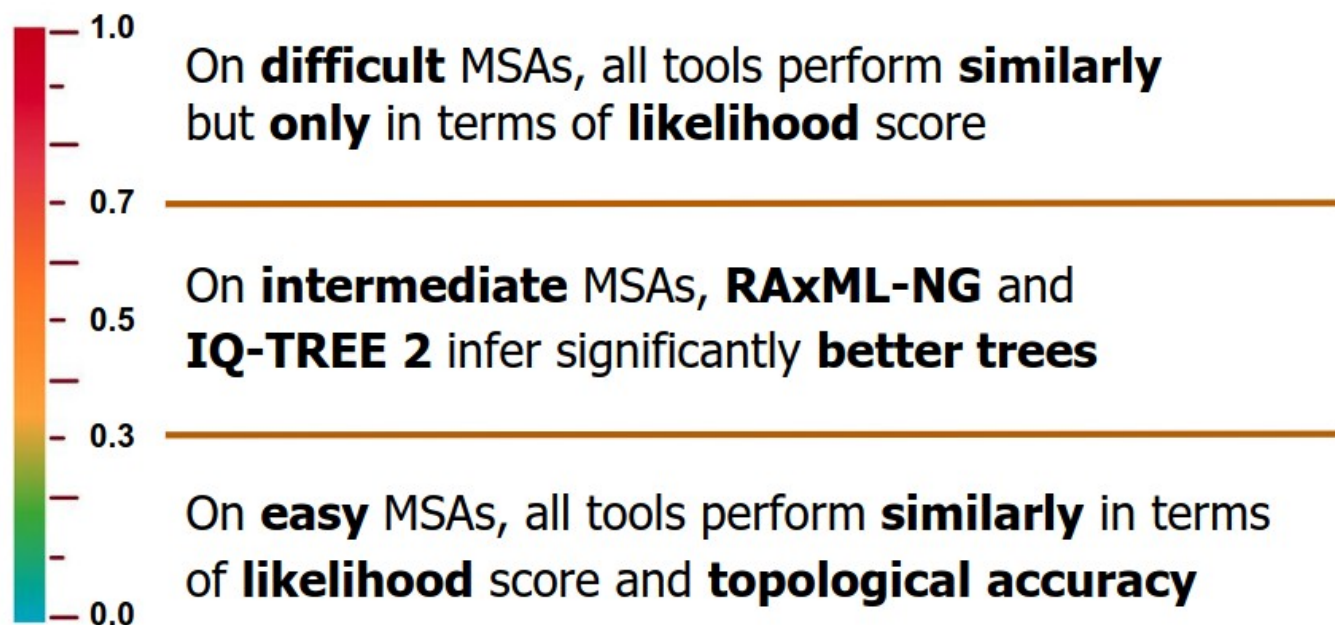 1.0
On difficult MSAs, all tools perform similarly
but only in terms of likelihood score
0.7
On intermediate MSAs, RAxML-NG and
0.5
IQ-TREE 2 infer significantly better trees
0.3
On easy MSAs, all tools perform similarly in terms
of likelihood score and topological accuracy
0.0